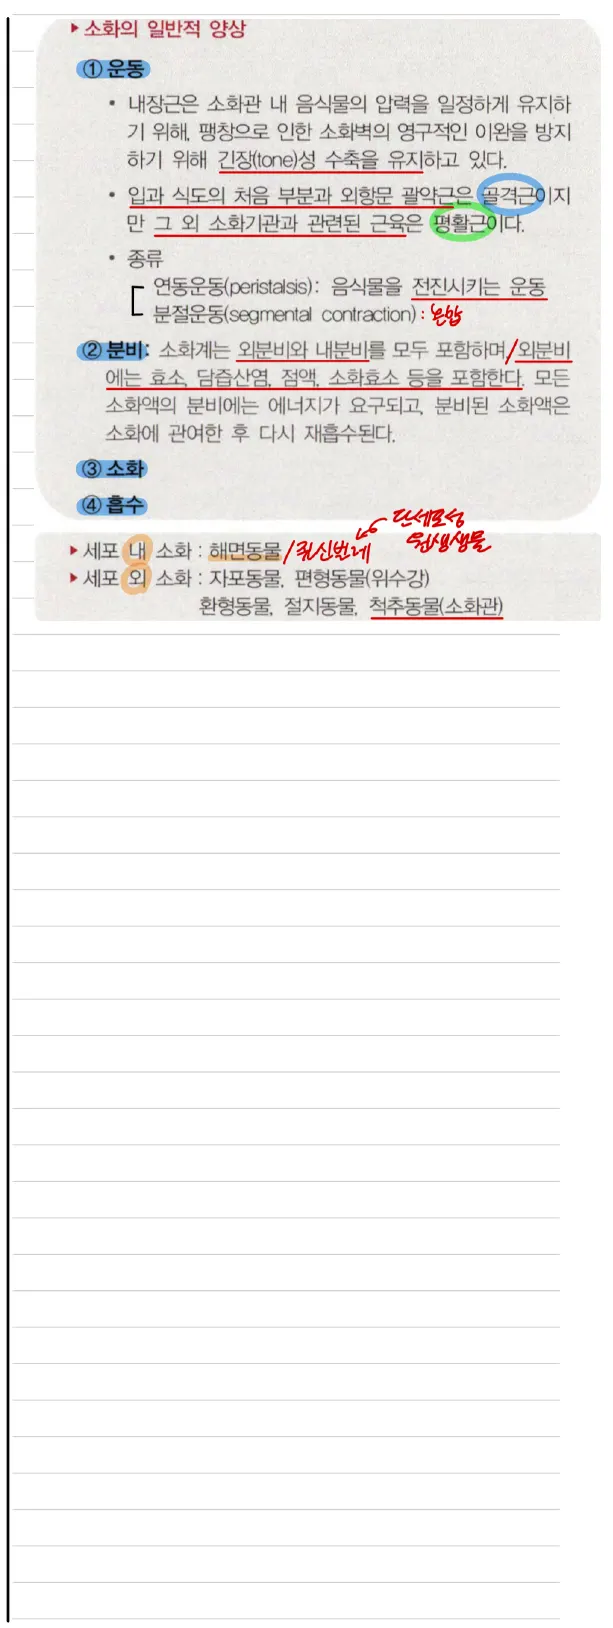 ▸ 소화의 일반적 양상
① 운동
• 내장근은 소화관 내 음식물의 압력을 일정하게 유지하
기 위해, 팽창으로 인한 소화벽의 영구적인 이완을 방지
하기 위해 긴장(tone)성 수축을 유지하고 있다.
• 입과 식도의 처음 부분과 외항문 괄약근은 골격근이지
만 그 외 소화기관과 관련된 근육은 평활근이다.
• 종류
연동운동(peristalsis): 음식물을 전진시키는 운동
분절운동(segmental contraction) : 혼합
② 분비: 소화계는 외분비와 내분비를 모두 포함하며, / 외분비
에는 효소, 담즙산염, 점액, 소화효소 등을 포함한다. 모든
소화액의 분비에는 에너지가 요구되고, 분비된 소화액은
소화에 관여한 후 다시 재흡수된다.
③ 소화
④ 흡수
단세포성
원생생물
▸ 세포 내 소화 : 해면동물 / 짚신벌레
▸ 세포 외 소화 : 자포동물, 편형동물(위수강)
환형동물, 절지동물, 척추동물(소화관)